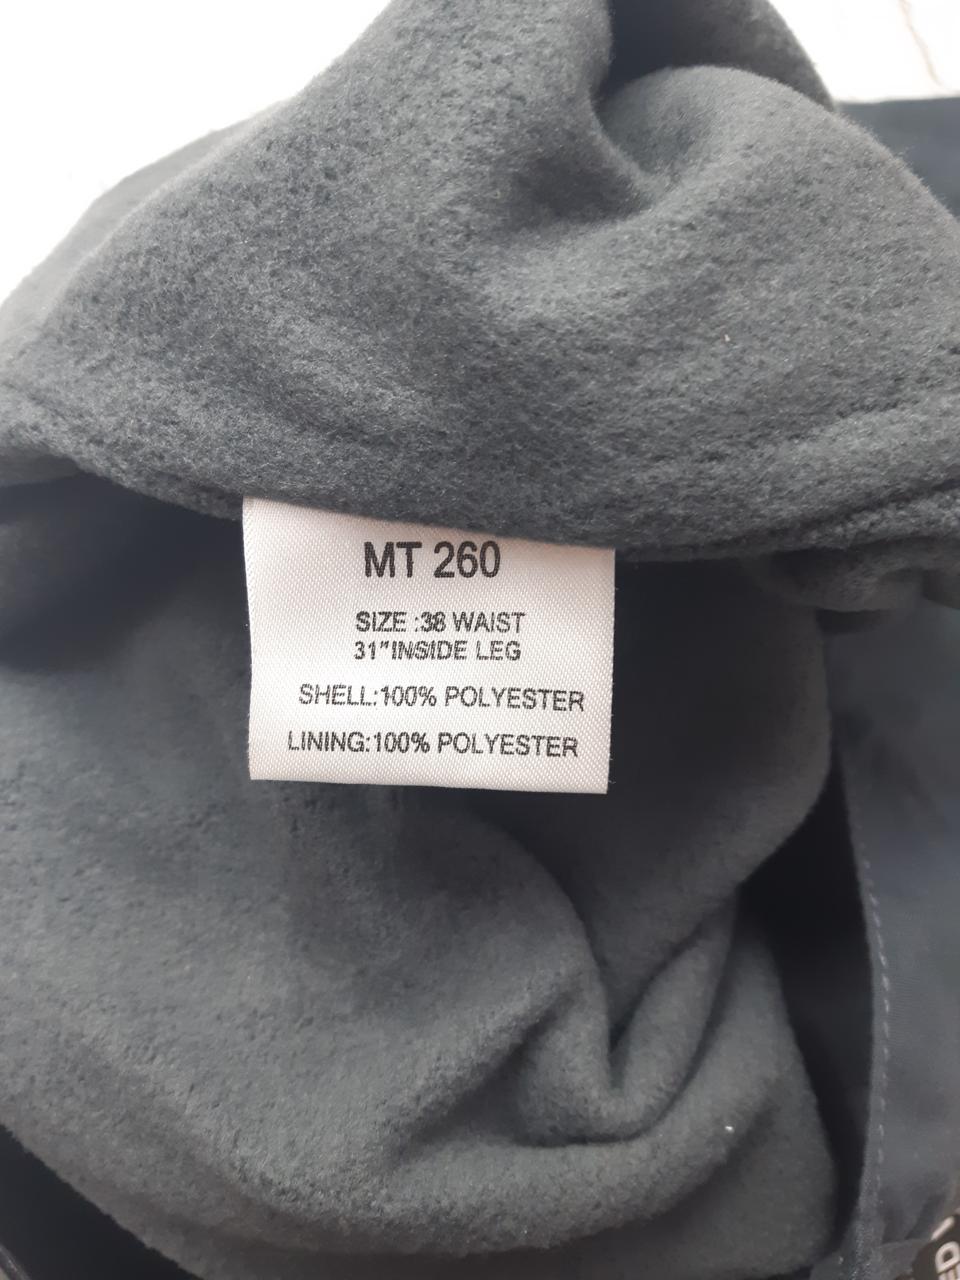 MT 260
SIZE :38 WAIST
31"INSIDE LEG
SHELL:100% POLYESTER
LINING:100% POLYESTER